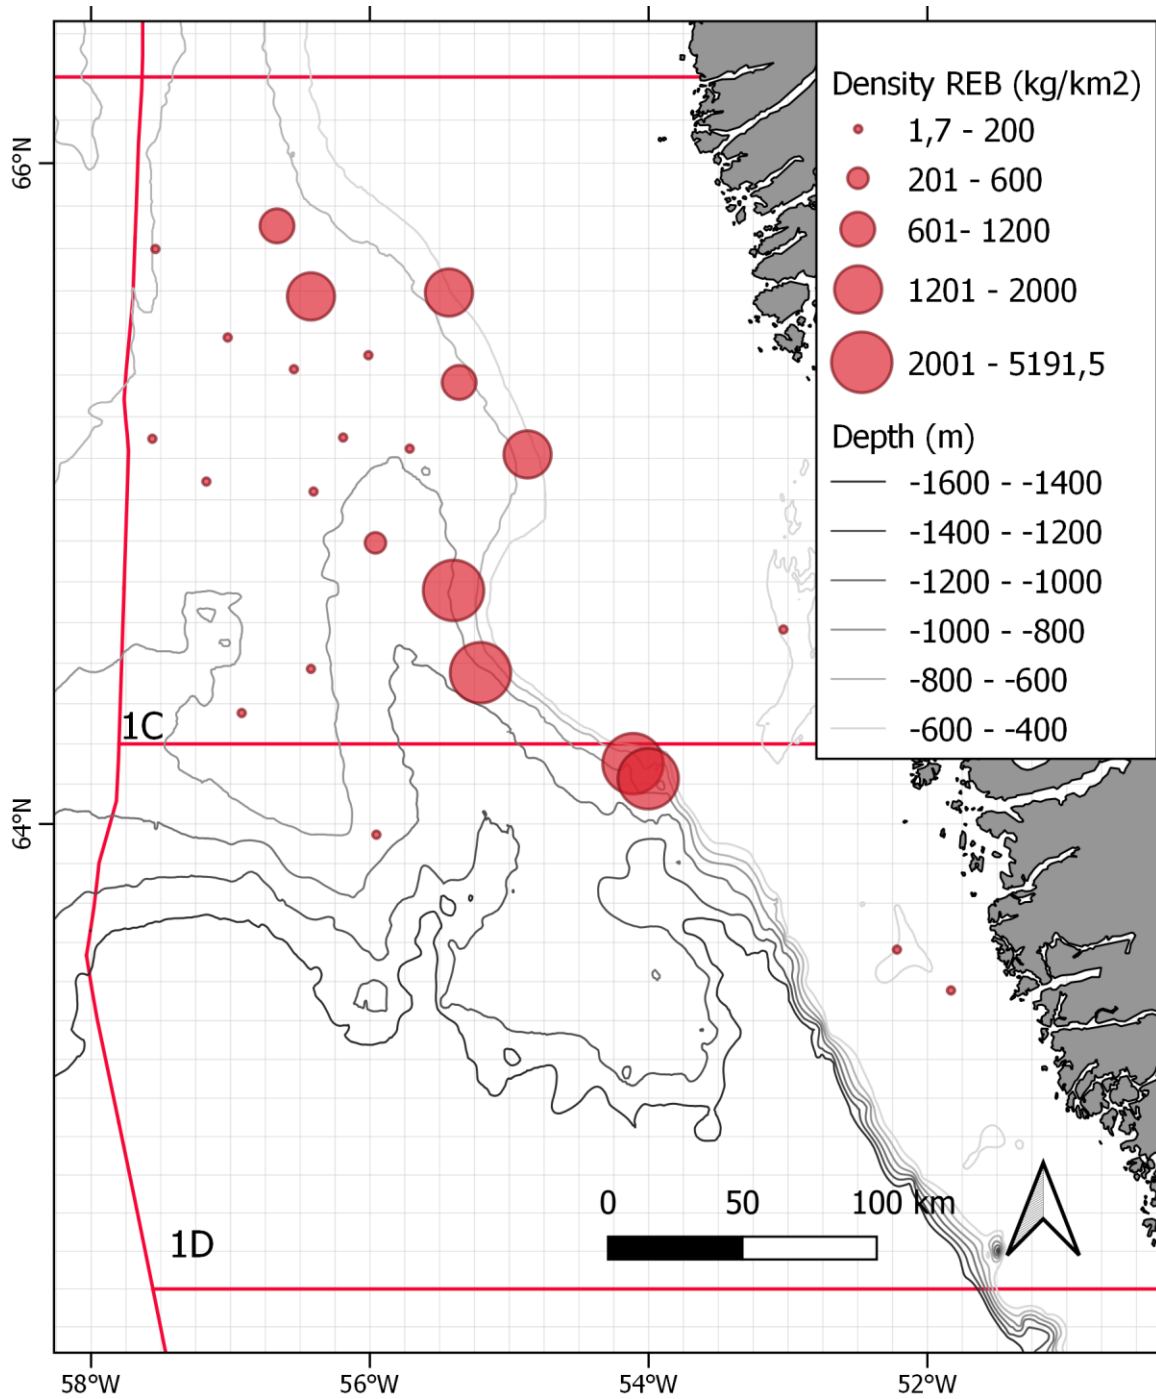 Density REB (kg/km2)
1,7 - 200
201 - 600
601- 1200
1201 - 2000
2001 - 5191,5
Depth (m)
-1600 - -1400
-1400 - -1200
-1200 - -1000
-1000 - -800
-800 - -600
-600 - -400
66°N
64°N
1C
1D
0 50 100 km
58°W 56°W 54°W 52°W